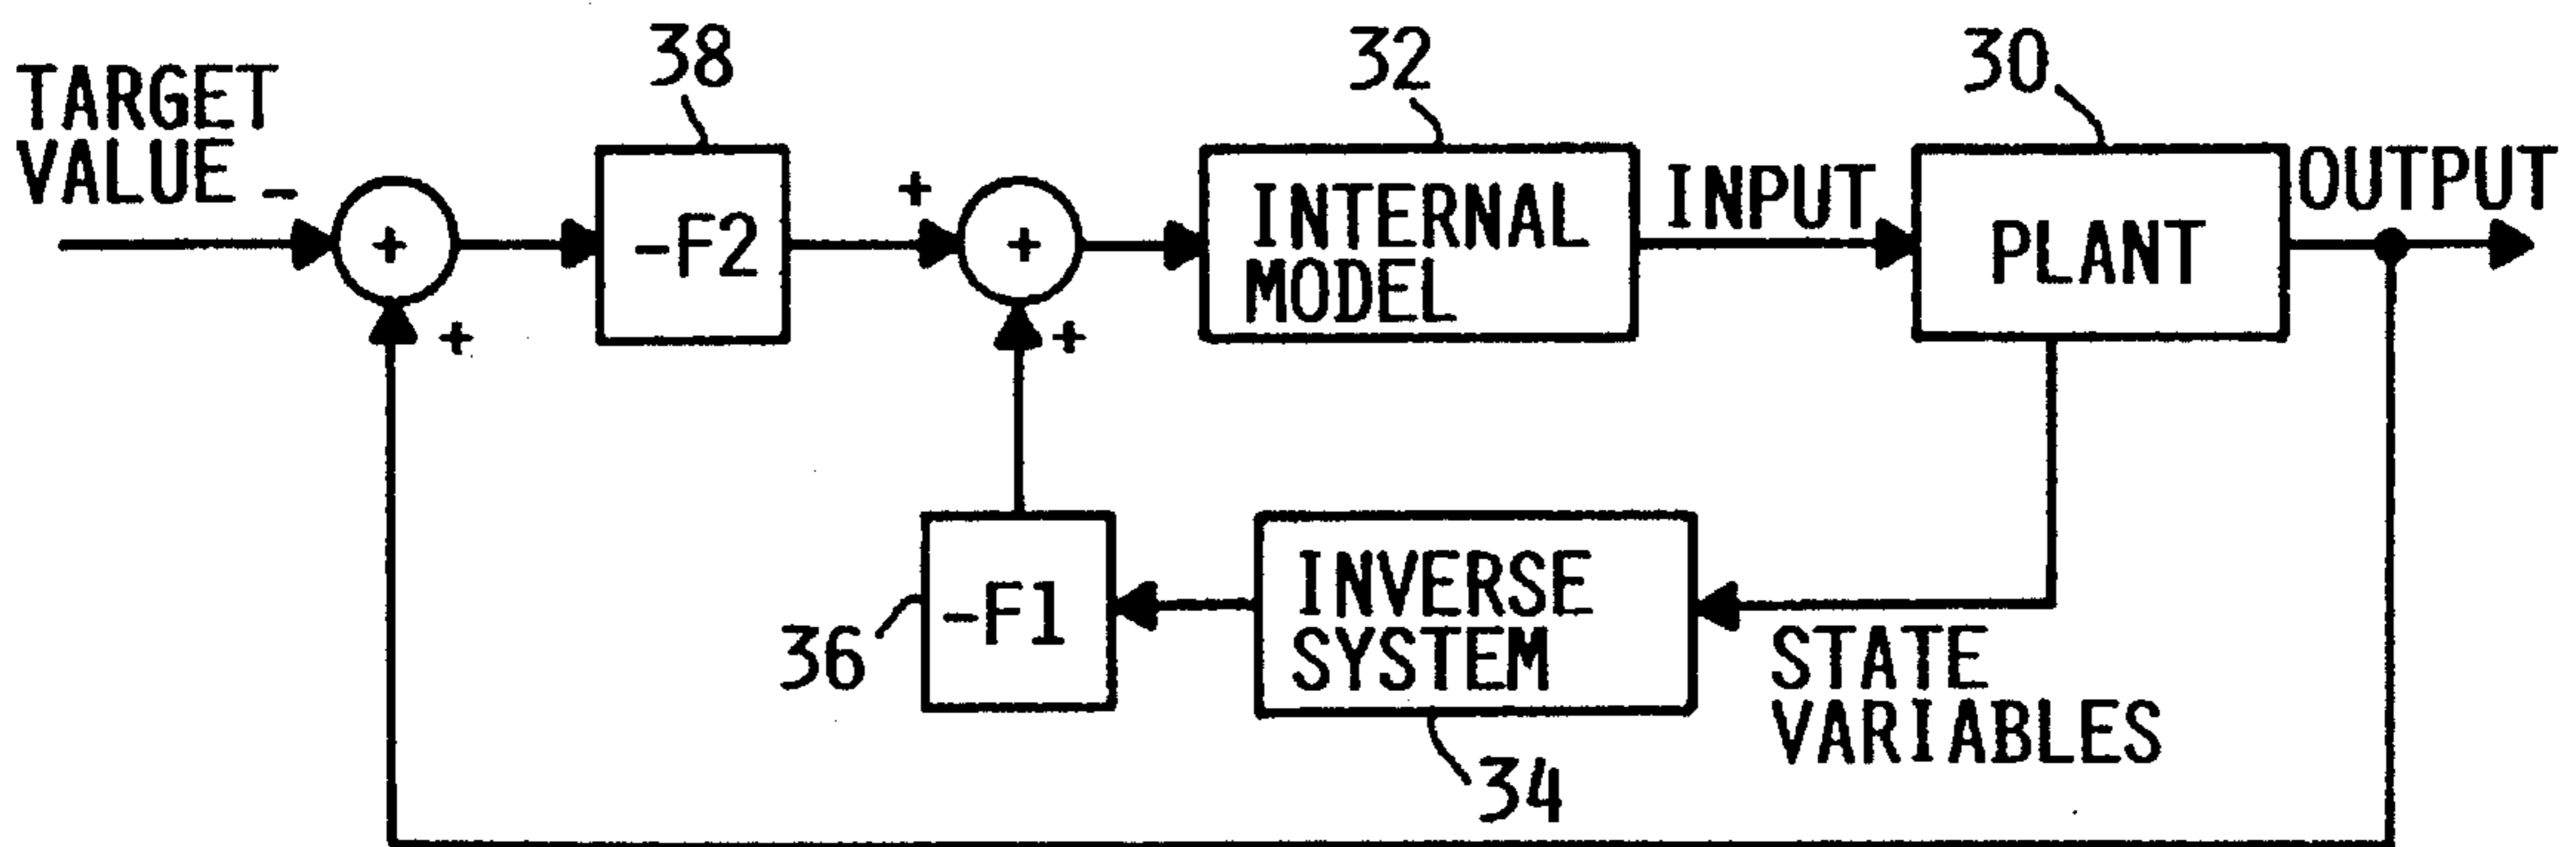 38
32
30
TARGET
VALUE -
+
-F2
+
+
INTERNAL
MODEL
INPUT
PLANT
OUTPUT
+
+
36
-F1
INVERSE
SYSTEM
STATE
VARIABLES
34